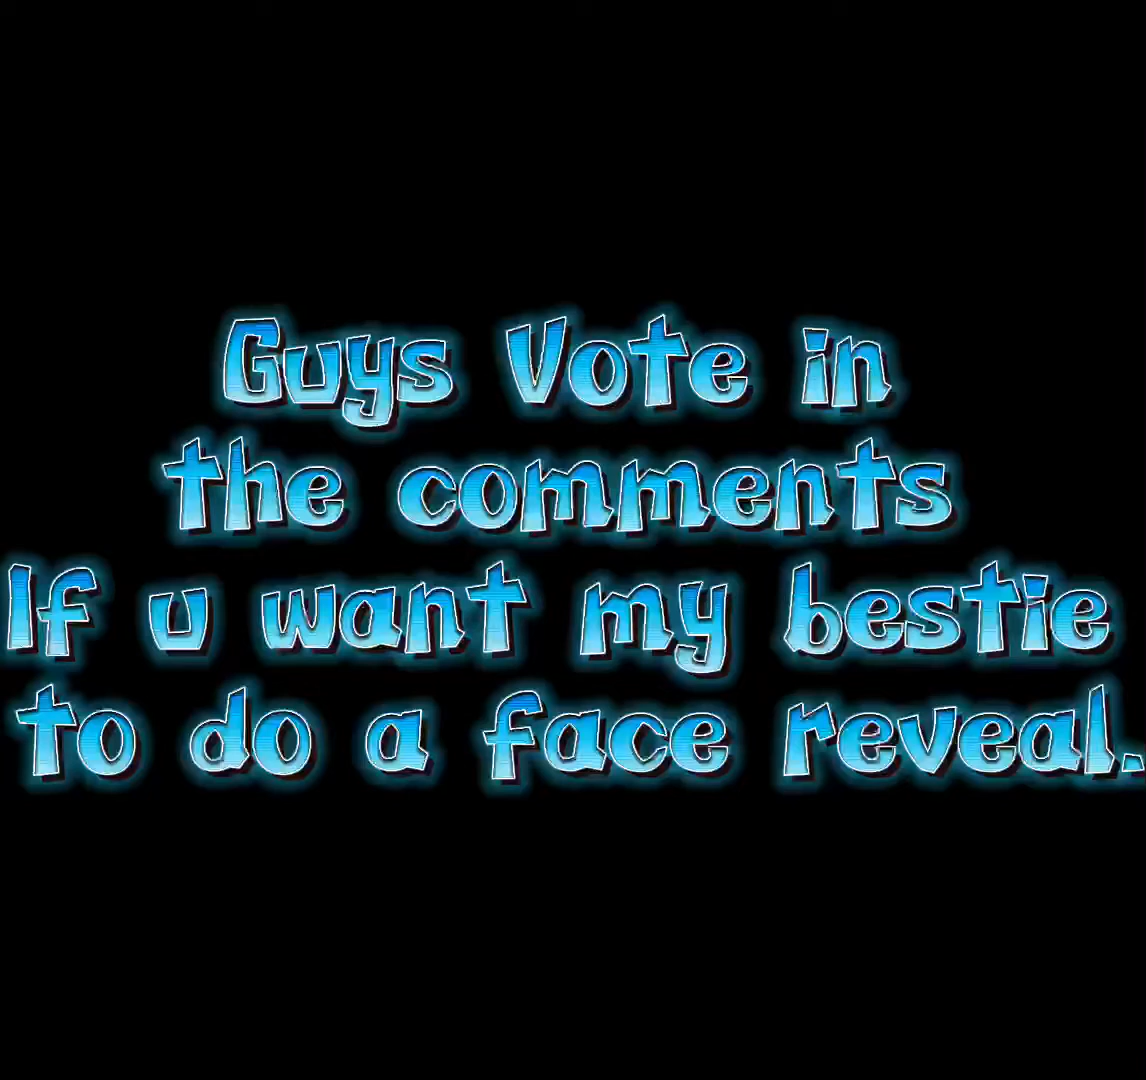 Guys Vote in
the comments
If u want my bestie
to do a face reveal.